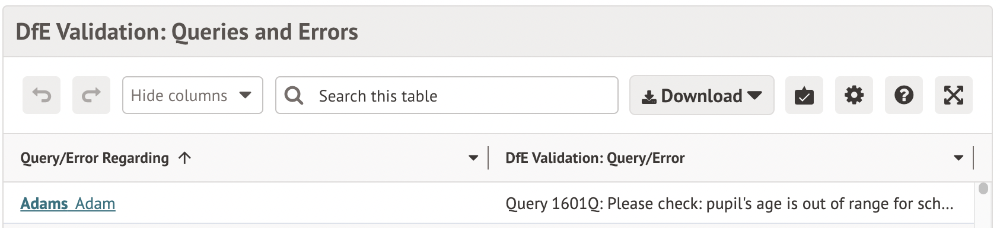 DfE Validation: Queries and Errors
Hide columns
Search this table
Download
Query/Error Regarding
DfE Validation: Query/Error
Adams Adam
Query 1601Q: Please check: pupil's age is out of range for sch...